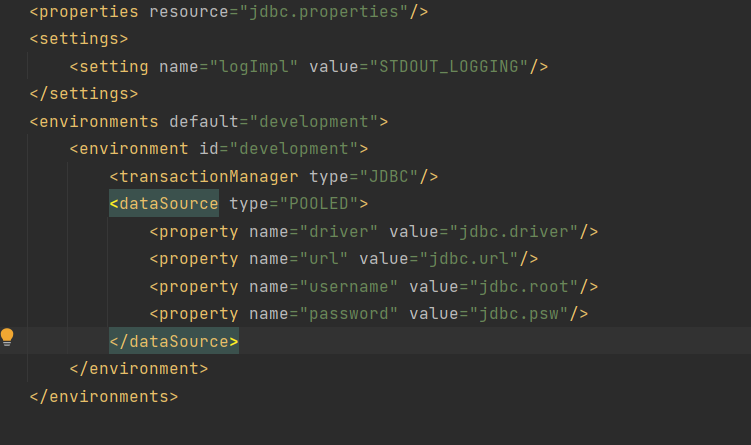 <properties resource="jdbc.properties"/>
<settings>
<setting name="logImpl" value="STDOUT_LOGGING"/>
</settings>
<environments default="development">
<environment id="development">
<transactionManager type="JDBC"/>
<dataSource type="POOLED">
<property name="driver" value="jdbc.driver"/>
<property name="url" value="jdbc.url"/>
<property name="username" value="jdbc.root"/>
<property name="password" value="jdbc.psw"/>
</dataSource>
</environment>
</environments>